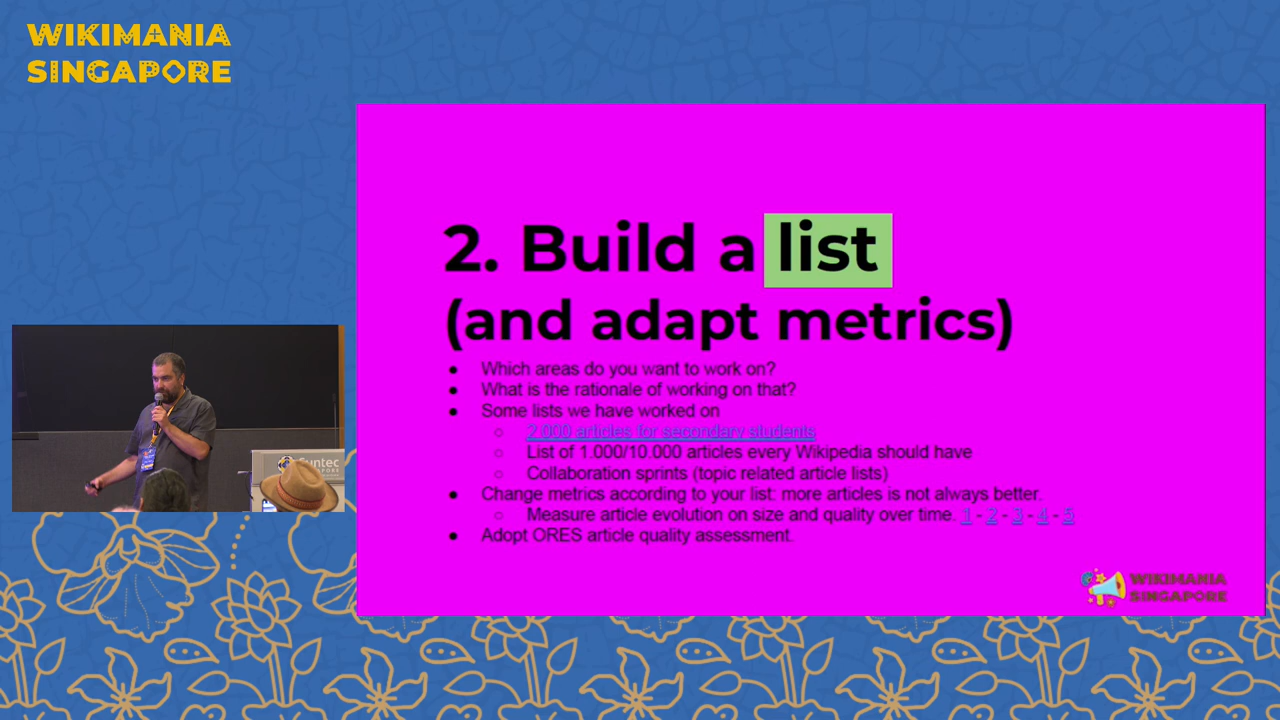 WIKIMANIA
SINGAPORE
2. Build a list
(and adapt metrics)
● Which areas do you want to work on?
● What is the rationale of working on that?
● Some lists we have worked on
○ 2.000 articles for secondary students
○ List of 1.000/10.000 articles every Wikipedia should have
○ Collaboration sprints (topic related article lists)
● Change metrics according to your list: more articles is not always better.
○ Measure article evolution on size and quality over time. 1 - 2 - 3 - 4 - 5
● Adopt ORES article quality assessment.
WIKIMANIA
SINGAPORE